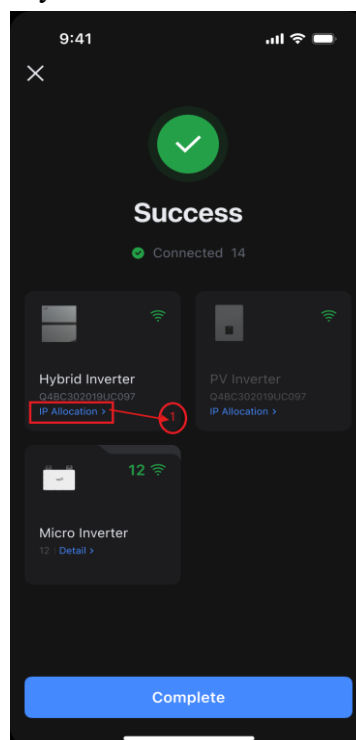 9:41
Success
Connected 14
Hybrid Inverter
Q4BC302019UC097
IP Allocation >
1
PV Inverter
Q4BC302019UC097
IP Allocation >
12
Micro Inverter
12 | Detail >
Complete